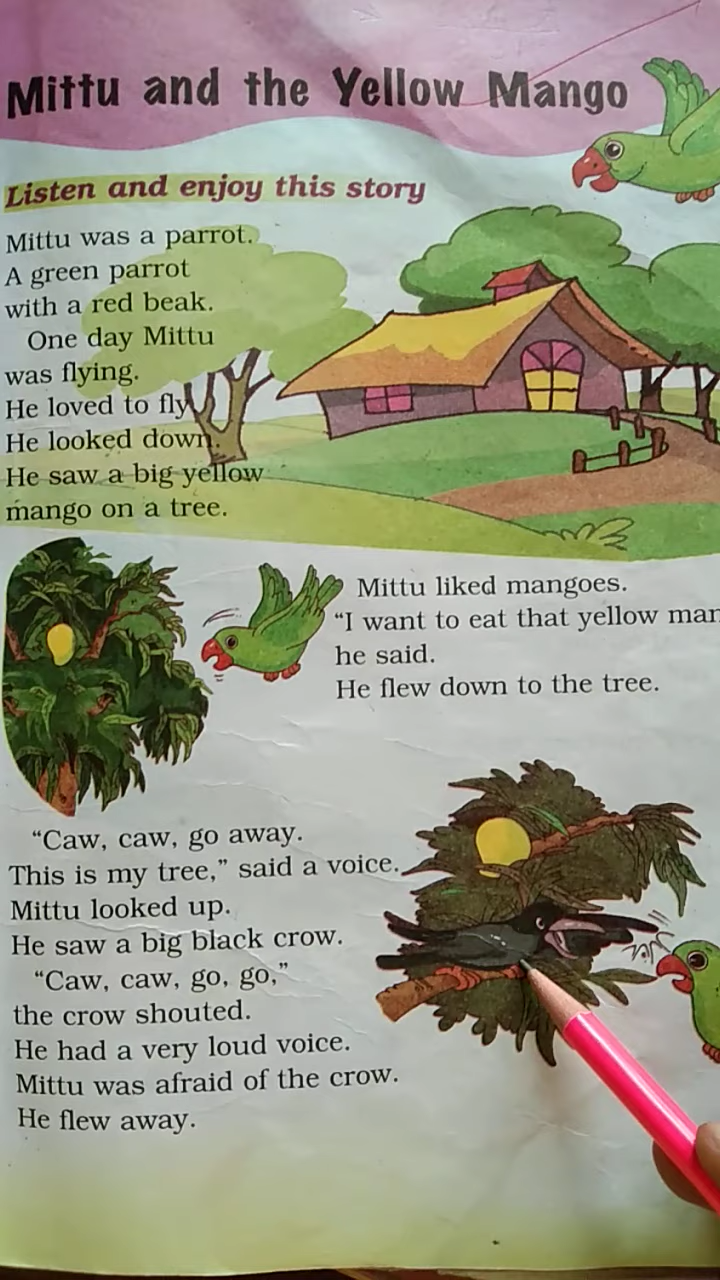 Mittu and the Yellow Mango
Listen and enjoy this story
Mittu was a parrot.
A green parrot
with a red beak.
One day Mittu
was flying.
He loved to fly
He looked down.
He saw a big yellow
mango on a tree.
Mittu liked mangoes.
“I want to eat that yellow
he said.
He flew down to the tree.
“Caw, caw, go away.
This is my tree,” said a voice.
Mittu looked up.
He saw a big black crow.
“Caw, caw, go, go,”
the crow shouted.
He had a very loud voice.
Mittu was afraid of the crow.
He flew away.